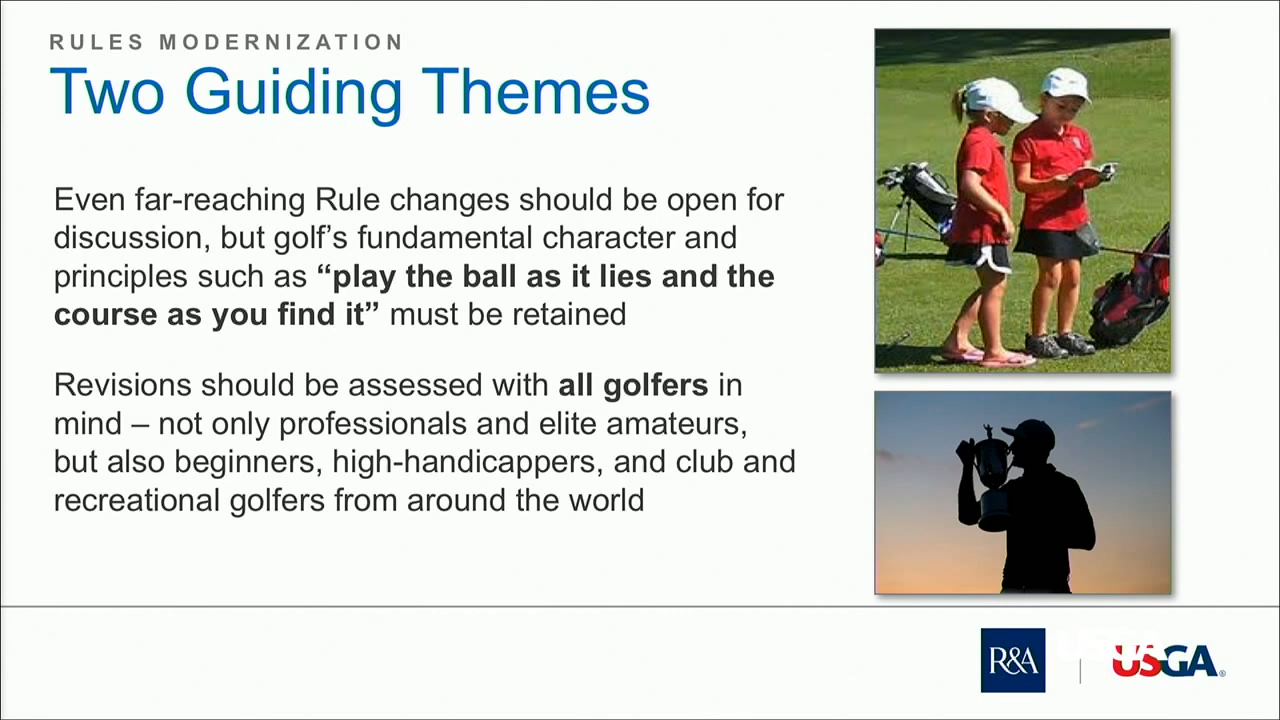 RULES MODERNIZATION
Two Guiding Themes
Even far-reaching Rule changes should be open for
discussion, but golf’s fundamental character and
principles such as “play the ball as it lies and the
course as you find it” must be retained
Revisions should be assessed with all golfers in
mind – not only professionals and elite amateurs,
but also beginners, high-handicappers, and club and
recreational golfers from around the world
R&A
USGA®